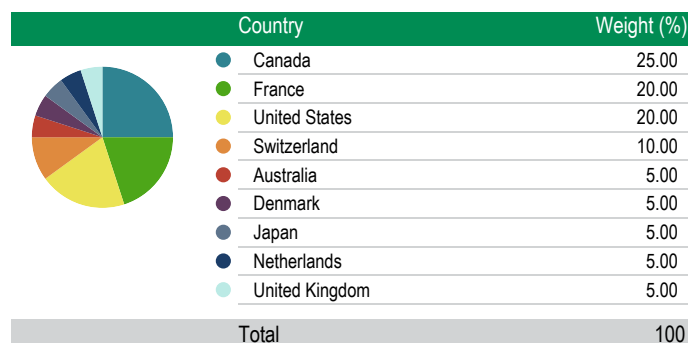 Country Weight (%)
Canada 25.00
France 20.00
United States 20.00
Switzerland 10.00
Australia 5.00
Denmark 5.00
Japan 5.00
Netherlands 5.00
United Kingdom 5.00
Total 100